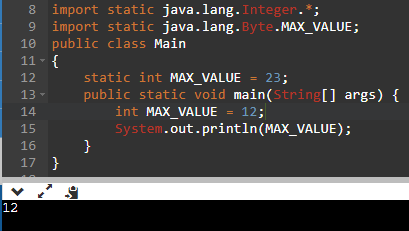 8 import static java.lang.Integer.*;
9 import static java.lang.Byte.MAX_VALUE;
10 public class Main
11 {
12     static int MAX_VALUE = 23;
13     public static void main(String[] args) {
14         int MAX_VALUE = 12;
15         System.out.println(MAX_VALUE);
16     }
17 }
12